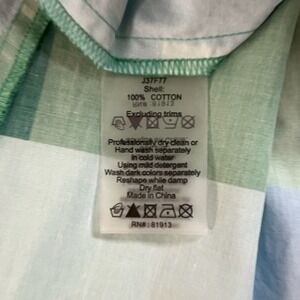 J37F77
Shell:
100% COTTON
Excluding trims
Professionally dry clean or
Hand wash separately
in cold water
Using mild detergent
Wash dark colors separately
Reshape while damp
Dry flat
Made in China
RN#: 81913